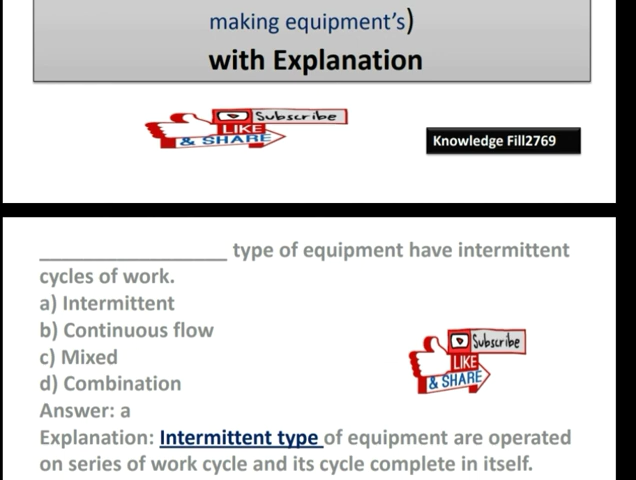 making equipment’s)
with Explanation
Subscribe
LIKE
& SHARE
Knowledge Fill2769
_________________ type of equipment have intermittent
cycles of work.
a) Intermittent
b) Continuous flow
c) Mixed
d) Combination
Subscribe
LIKE
& SHARE
Answer: a
Explanation: Intermittent type of equipment are operated
on series of work cycle and its cycle complete in itself.